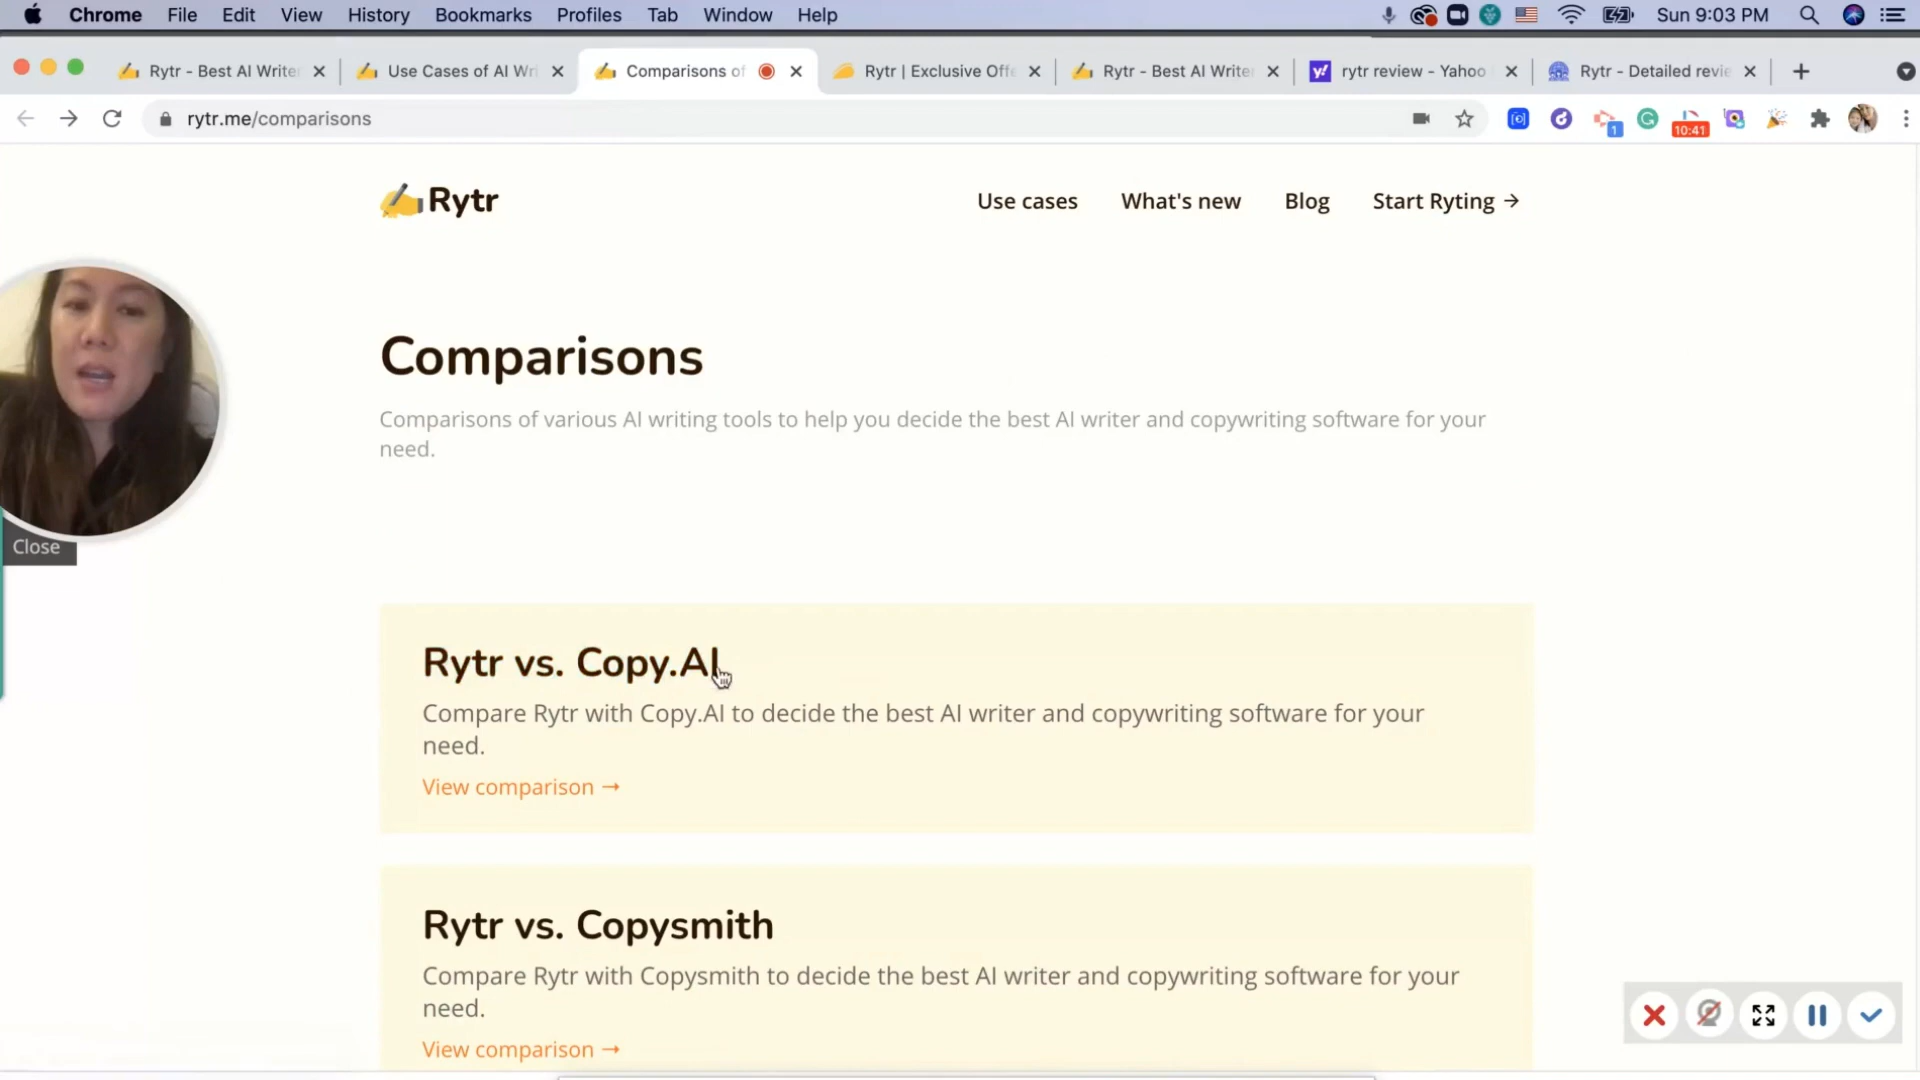 Chrome File Edit View History Bookmarks Profiles Tab Window Help Sun 9:03 PM
Rytr - Best AI Write Use Cases of AI Wri Comparisons of Rytr | Exclusive Offe Rytr - Best AI Write rytr review - Yahoo Rytr - Detailed revie
rytr.me/comparisons 1 10:41
Rytr Use cases What's new Blog Start Ryting →
Comparisons
Comparisons of various AI writing tools to help you decide the best AI writer and copywriting software for your
need.
Close
Rytr vs. Copy.AI
Compare Rytr with Copy.AI to decide the best AI writer and copywriting software for your
need.
View comparison →
Rytr vs. Copysmith
Compare Rytr with Copysmith to decide the best AI writer and copywriting software for your
need.
View comparison →